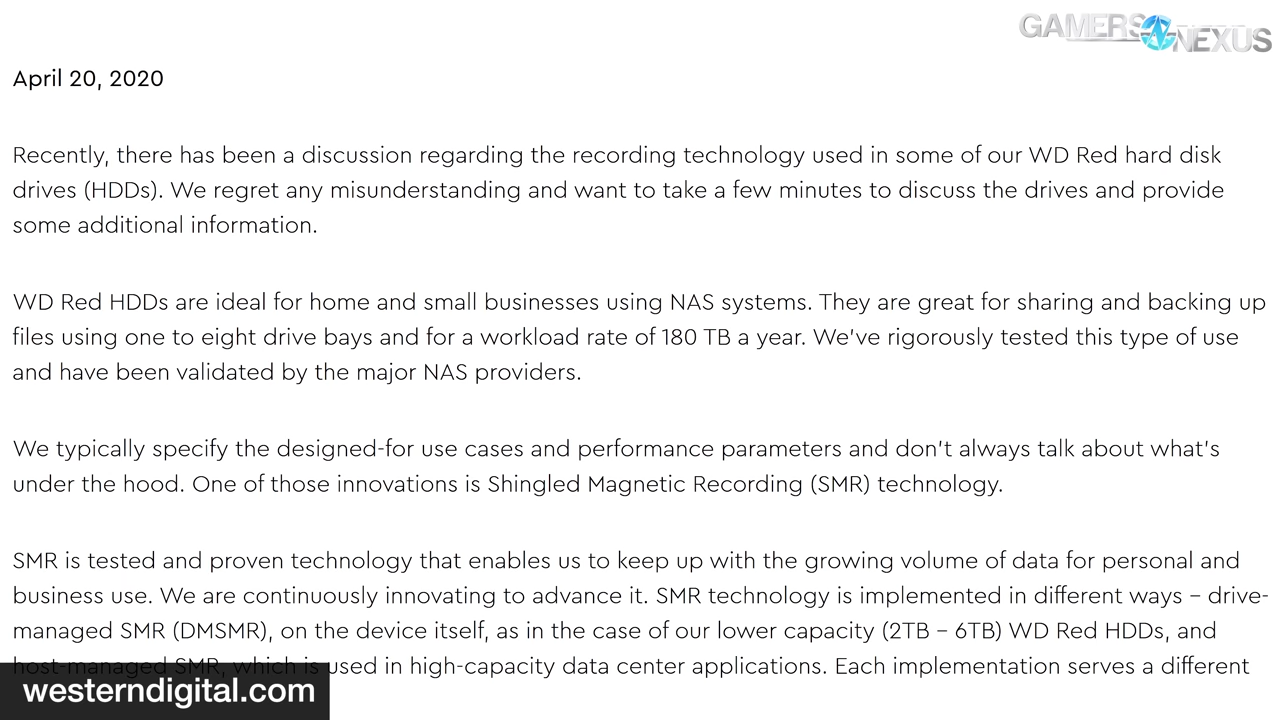 GAMERS NEXUS
April 20, 2020
Recently, there has been a discussion regarding the recording technology used in some of our WD Red hard disk
drives (HDDs). We regret any misunderstanding and want to take a few minutes to discuss the drives and provide
some additional information.
WD Red HDDs are ideal for home and small businesses using NAS systems. They are great for sharing and backing up
files using one to eight drive bays and for a workload rate of 180 TB a year. We've rigorously tested this type of use
and have been validated by the major NAS providers.
We typically specify the designed-for use cases and performance parameters and don't always talk about what's
under the hood. One of those innovations is Shingled Magnetic Recording (SMR) technology.
SMR is tested and proven technology that enables us to keep up with the growing volume of data for personal and
business use. We are continuously innovating to advance it. SMR technology is implemented in different ways – drive-
managed SMR (DMSMR), on the device itself, as in the case of our lower capacity (2TB – 6TB) WD Red HDDs, and
host-managed SMR, which is used in high-capacity data center applications. Each implementation serves a different
westerndigital.com